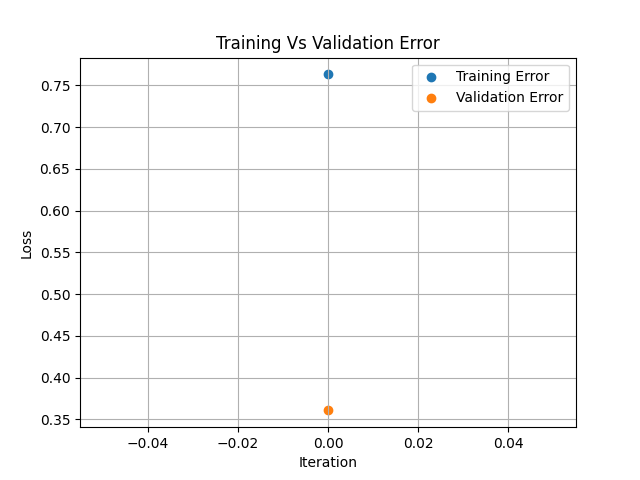 Training Vs Validation Error
Training Error
Validation Error
0.75
0.70
0.65
0.60
0.55
0.50
0.45
0.40
0.35
Loss
−0.04
−0.02
0.00
0.02
0.04
Iteration